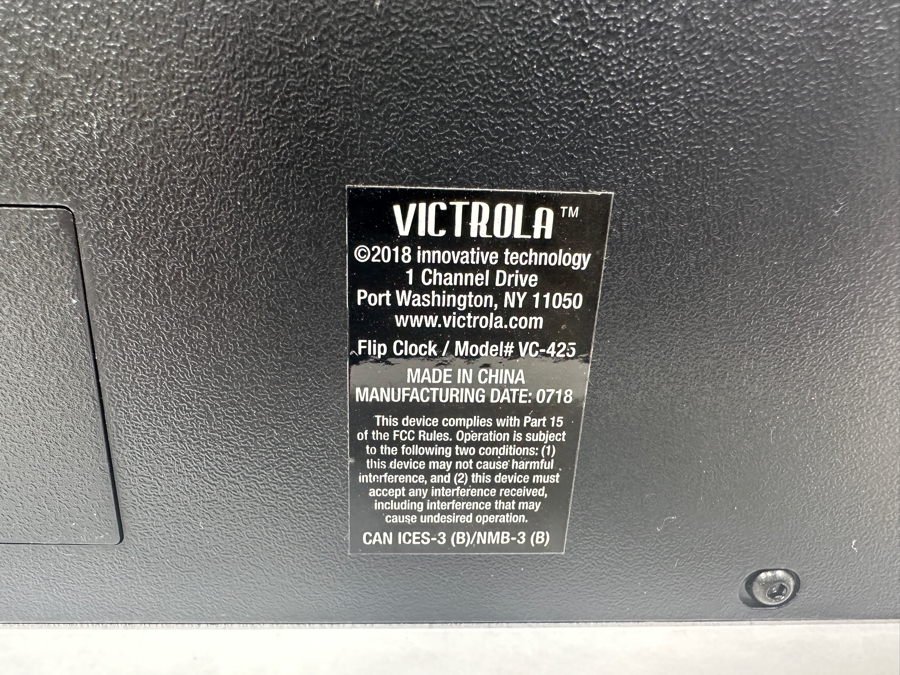 VICTROLA™
©2018 innovative technology
1 Channel Drive
Port Washington, NY 11050
www.victrola.com
Flip Clock / Model# VC-425
MADE IN CHINA
MANUFACTURING DATE: 0718
This device complies with Part 15
of the FCC Rules. Operation is subject
to the following two conditions: (1)
this device may not cause harmful
interference, and (2) this device must
accept any interference received,
including interference that may
cause undesired operation.
CAN ICES-3 (B)/NMB-3 (B)